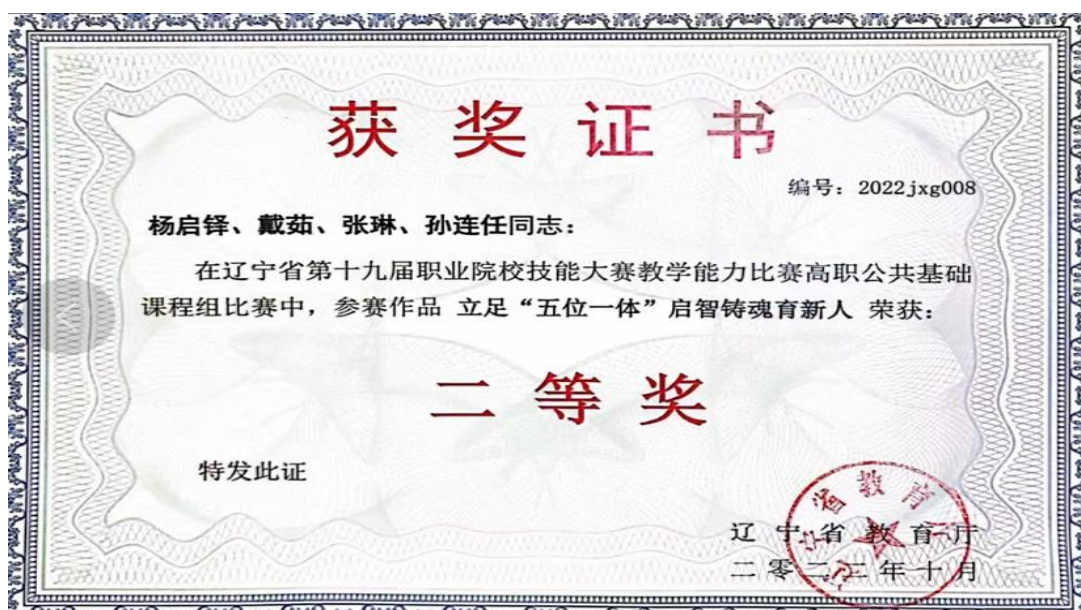 获奖证书
编号：2022jxg008
杨启铎、戴茹、张琳、孙连任同志：
在辽宁省第十九届职业院校技能大赛教学能力比赛高职公共基础
课程组比赛中，参赛作品 立足“五位一体”启智铸魂育新人 荣获：
二等奖
特发此证
辽宁省教育厅
二零二二年十月